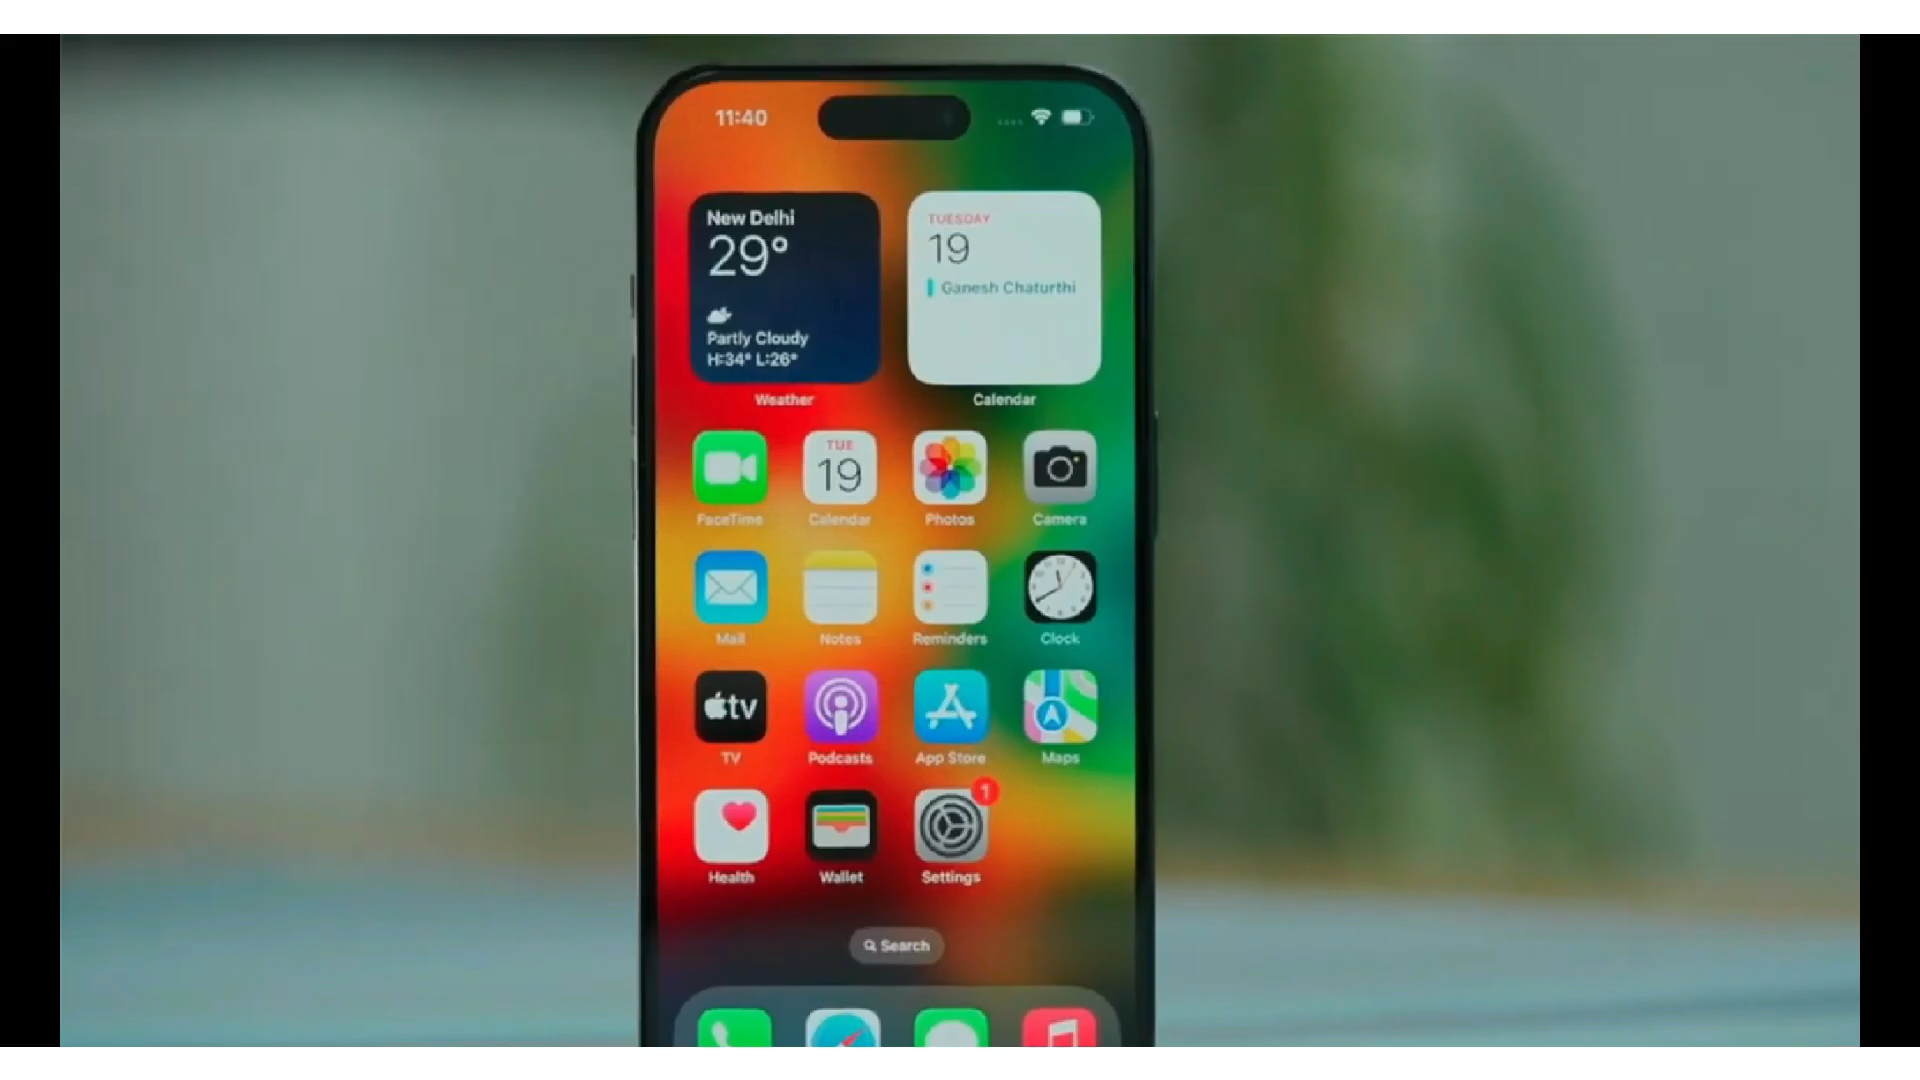 11:40
New Delhi
29°
Partly Cloudy
H:34° L:26°
Weather
TUESDAY
19
Ganesh Chaturthi
Calendar
TUE
19
FaceTime Calendar Photos Camera
Mail Notes Reminders Clock
tv
TV Podcasts App Store Maps
1
Health Wallet Settings
Search